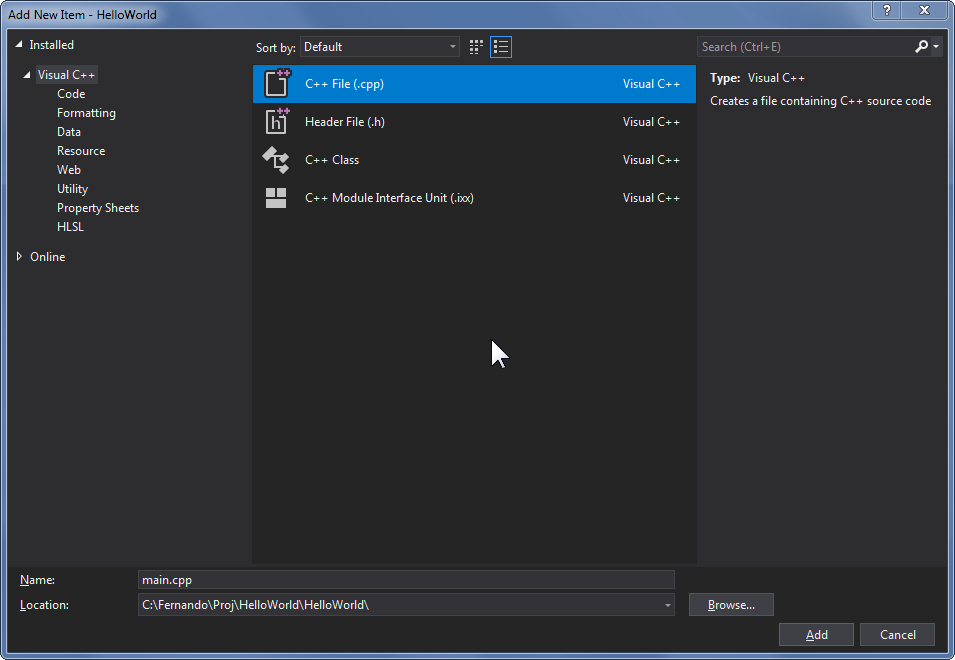 Add New Item - HelloWorld
?
Installed
Sort by: Default
Search (Ctrl+E)
Visual C++
Code
Formatting
Data
Resource
Web
Utility
Property Sheets
HLSL
Online
C++ File (.cpp) Visual C++
Header File (.h) Visual C++
C++ Class Visual C++
C++ Module Interface Unit (.ixx) Visual C++
Type: Visual C++
Creates a file containing C++ source code
Name: main.cpp
Location: C:\Fernando\Proj\HelloWorld\HelloWorld\ Browse...
Add Cancel